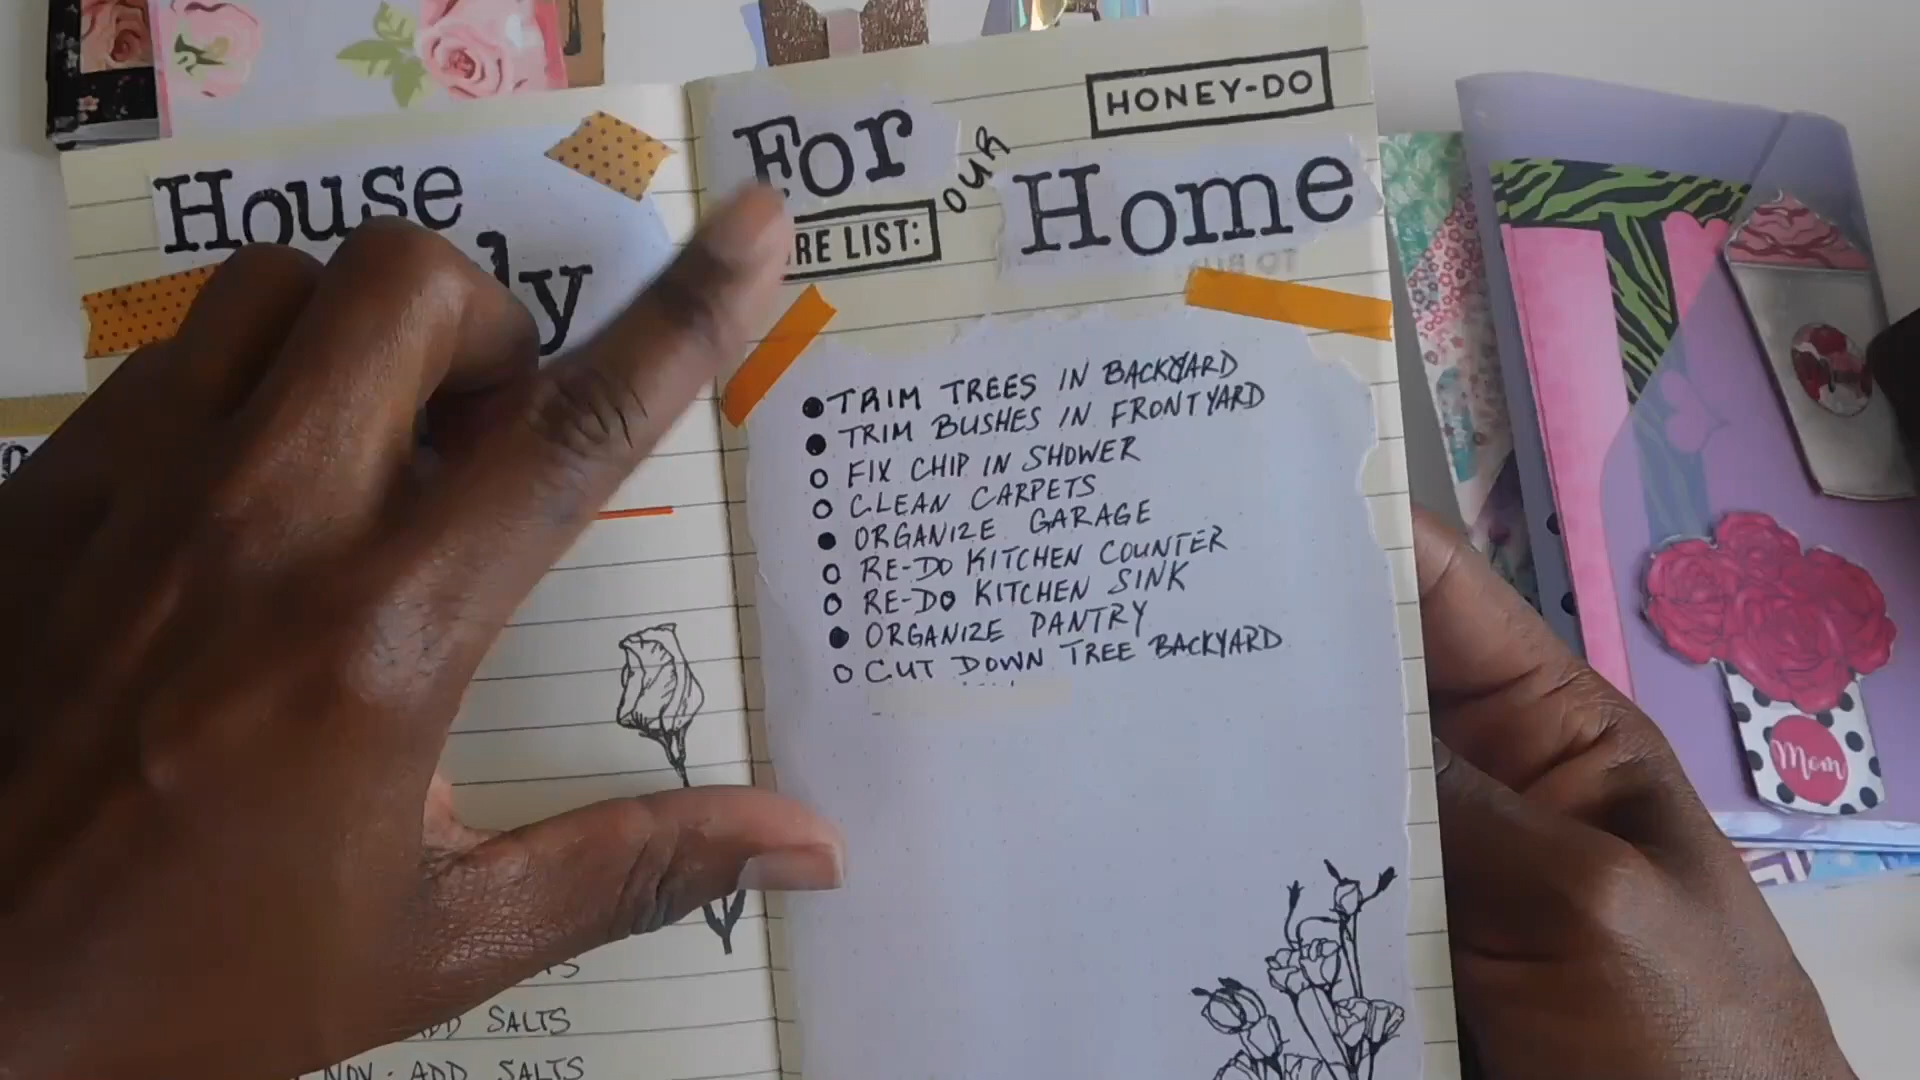 House
For
OUR
HONEY-DO
Home
LIST:
TRIM TREES IN BACKYARD
TRIM BUSHES IN FRONTYARD
FIX CHIP IN SHOWER
CLEAN CARPETS
ORGANIZE GARAGE
RE-DO KITCHEN COUNTER
RE-DO KITCHEN SINK
ORGANIZE PANTRY
CUT DOWN TREE BACKYARD
ADD SALTS
NOV. ADD SALTS
Mom